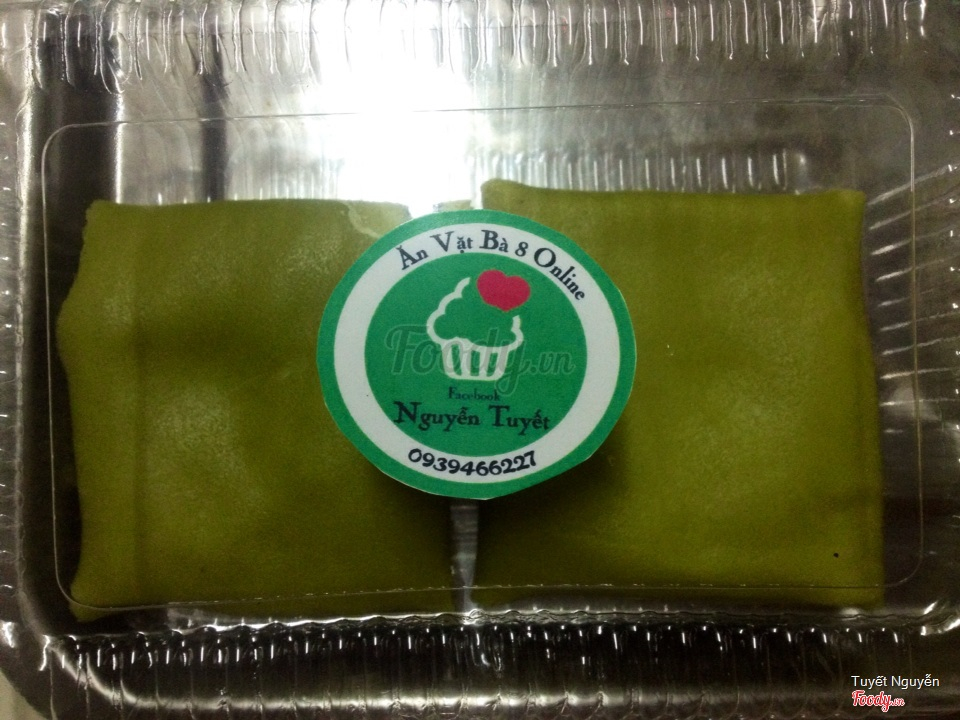 Ăn Vặt Bà 8 Online
Foody.vn
Facebook
Nguyễn Tuyết
0939466227
Tuyết Nguyễn
Foody.vn